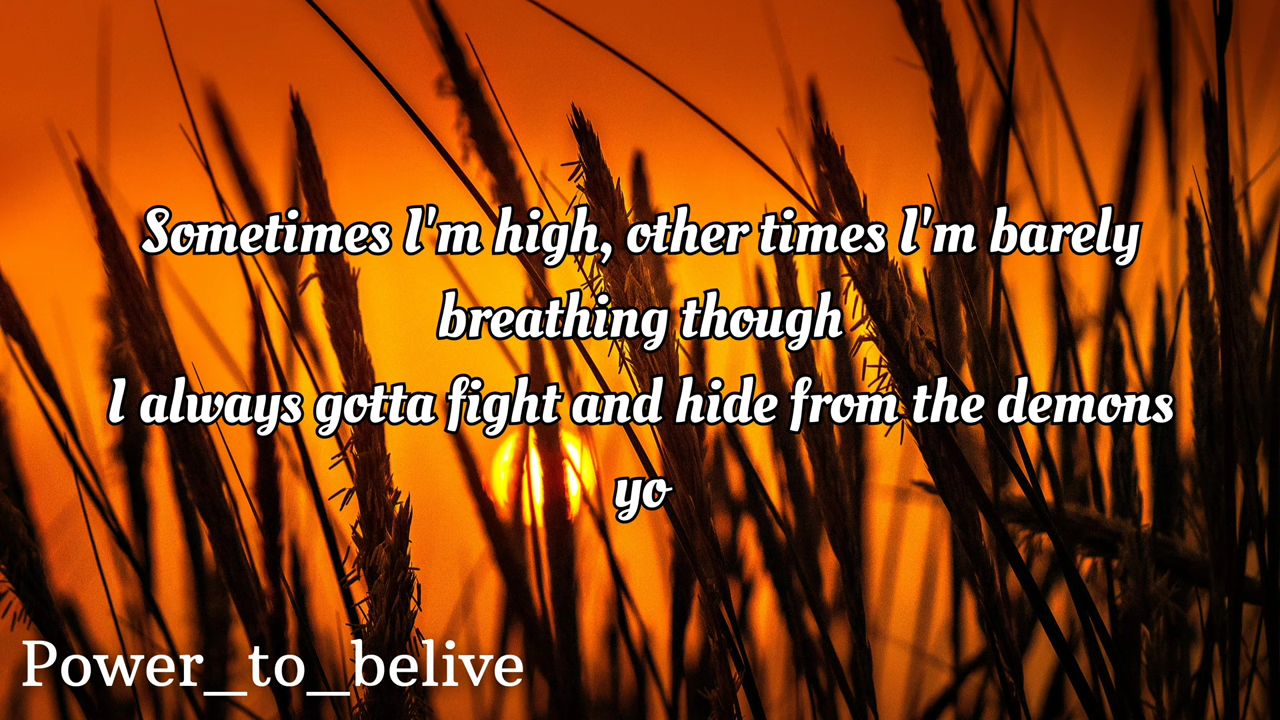 Sometimes I'm high, other times I'm barely
breathing though
I always gotta fight and hide from the demons
yo
Power_to_belive